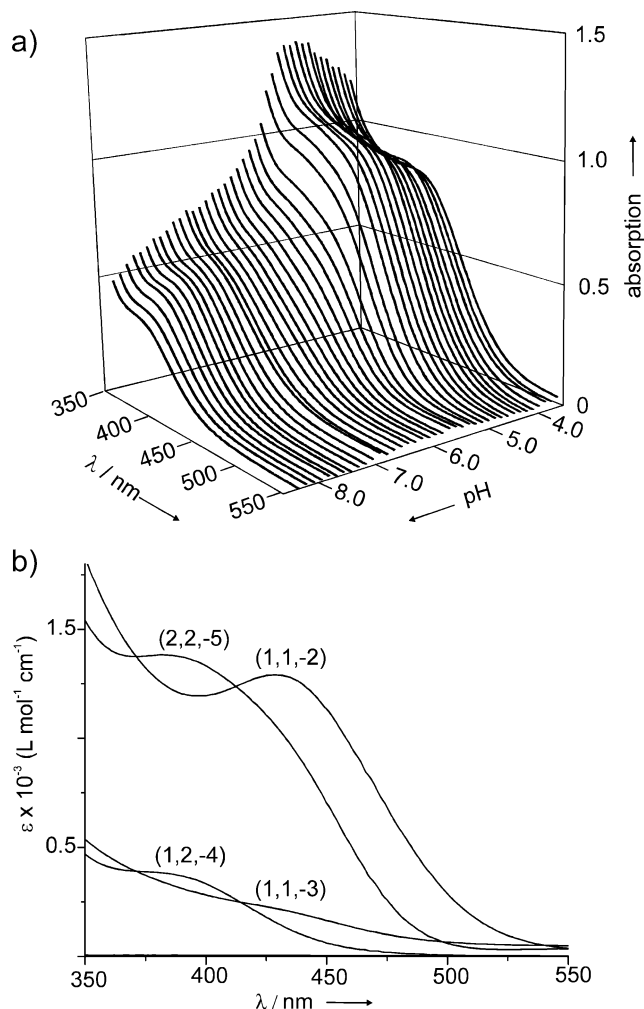 a)
1.5
1.0
0.5
0
absorption
350
400
450
500
550
λ / nm
8.0
7.0
6.0
5.0
4.0
pH
b)
1.5
0.5
ε x 10⁻³ (L mol⁻¹ cm⁻¹)
(2,2,-5)
(1,1,-2)
(1,2,-4)
(1,1,-3)
350 400 450 500 550
λ / nm